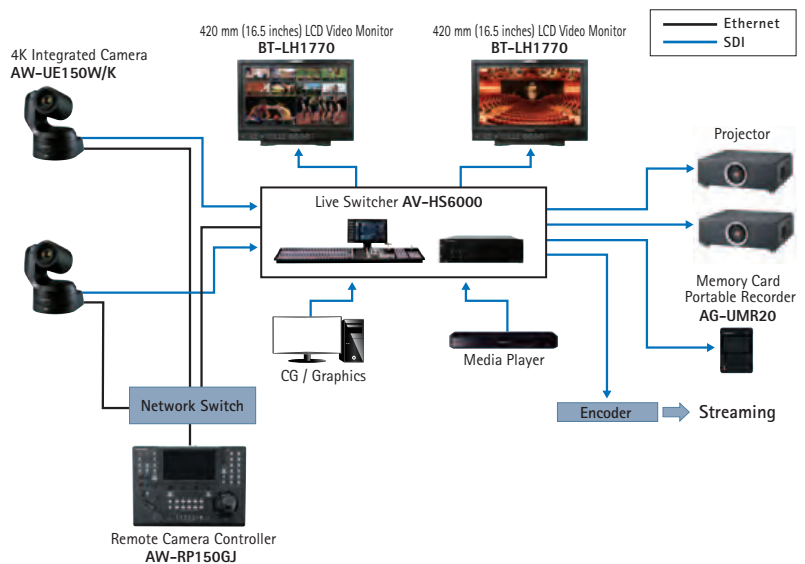 420 mm (16.5 inches) LCD Video Monitor
BT-LH1770
420 mm (16.5 inches) LCD Video Monitor
BT-LH1770
Ethernet
SDI
4K Integrated Camera
AW-UE150W/K
Projector
Live Switcher AV-HS6000
Memory Card
Portable Recorder
AG-UMR20
CG / Graphics
Media Player
Network Switch
Encoder
Streaming
Remote Camera Controller
AW-RP150GJ